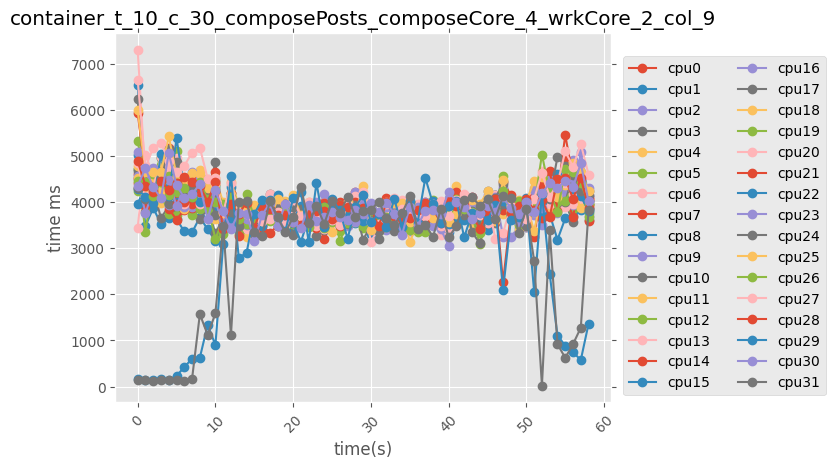 container_t_10_c_30_composePosts_composeCore_4_wrkCore_2_col_9
time ms
7000
6000
5000
4000
3000
2000
1000
0
0
10
20
30
40
50
60
time(s)
cpu0
cpu1
cpu2
cpu3
cpu4
cpu5
cpu6
cpu7
cpu8
cpu9
cpu10
cpu11
cpu12
cpu13
cpu14
cpu15
cpu16
cpu17
cpu18
cpu19
cpu20
cpu21
cpu22
cpu23
cpu24
cpu25
cpu26
cpu27
cpu28
cpu29
cpu30
cpu31